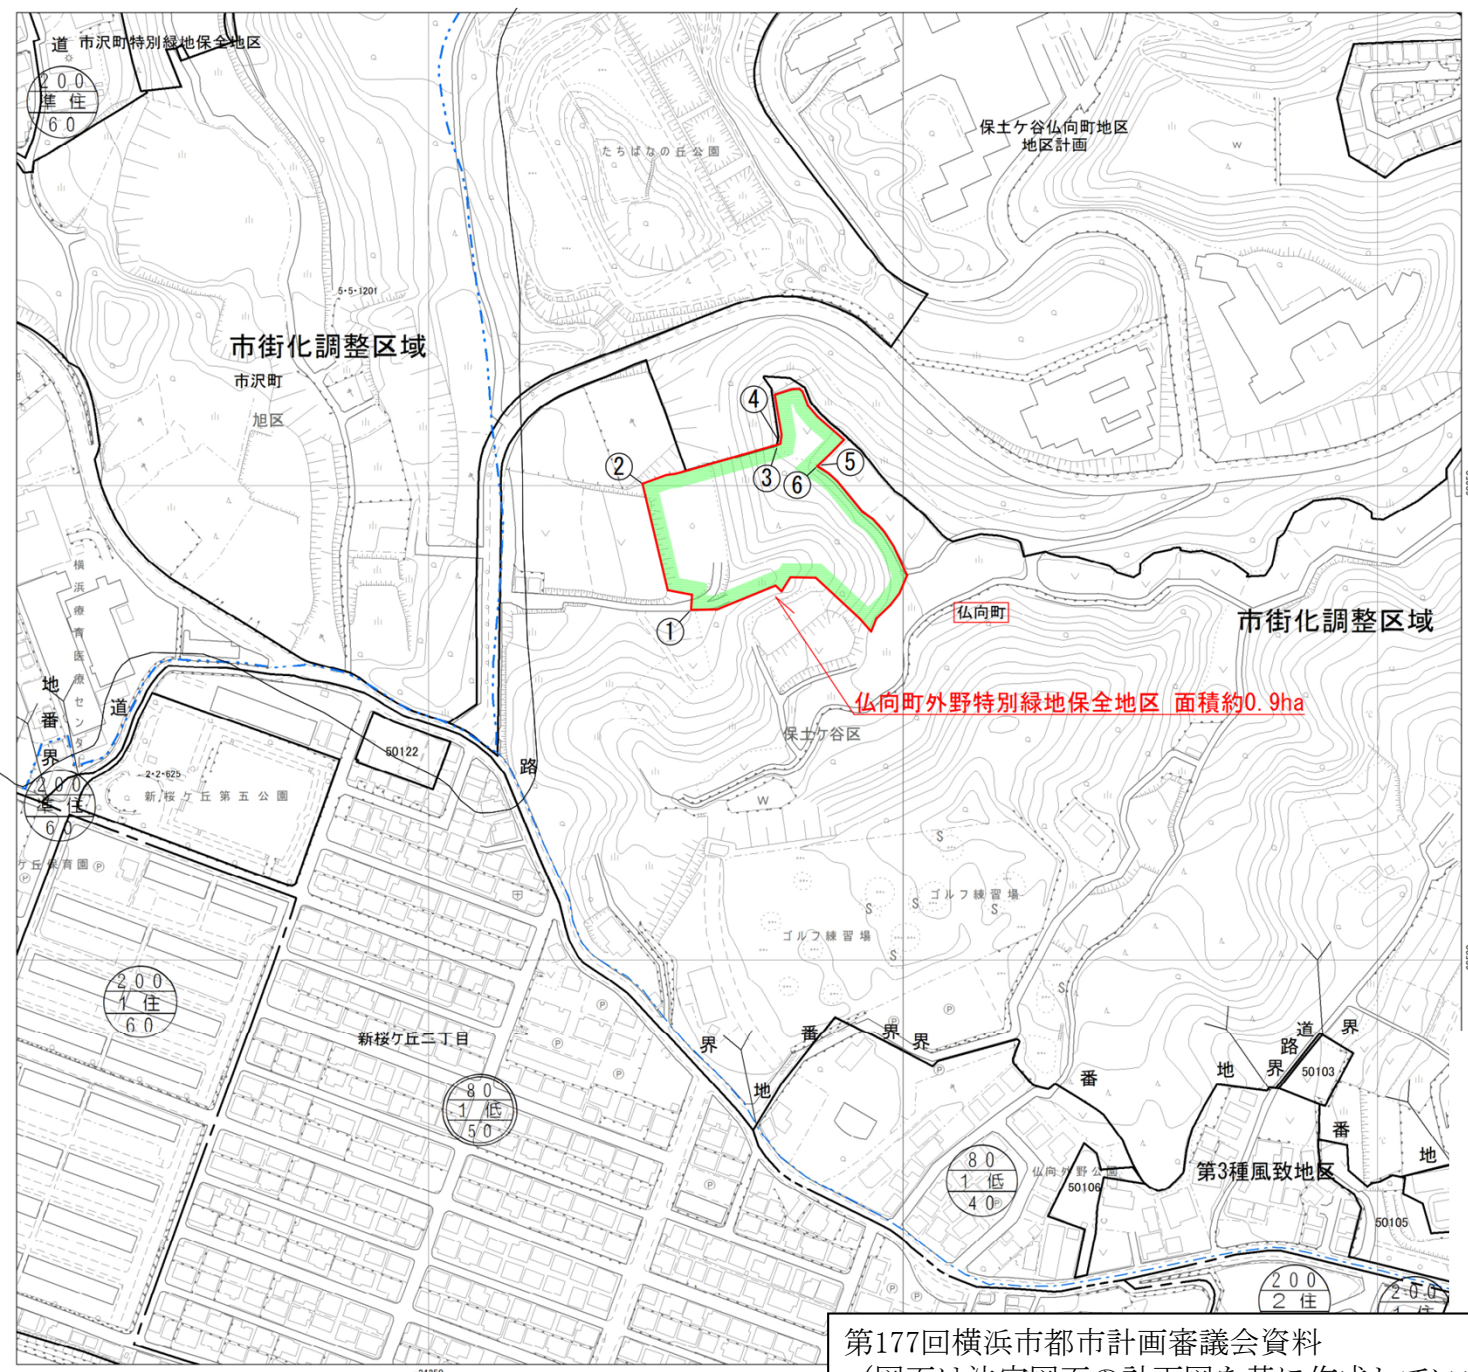 道 市沢町特別緑地保全地区
200
準住
60
たちばなの丘公園
保土ケ谷仏向町地区
地区計画
W
5・5・1201
市街化調整区域
市沢町
旭区
④
②
③
⑤
⑥
①
仏向町
市街化調整区域
横浜療育医療センター
仏向町外野特別緑地保全地区 面積約0.9ha
保土ケ谷区
地番界
道
路
50122
2・2・625
新桜ケ丘第五公園
200
準住
60
W
ケ丘保育園 P
P
S
ゴルフ練習場
S
S
S
ゴルフ練習場
S
S
200
1住
60
P
新桜ケ丘二丁目
P
P
P
P
P
界
番
界
界
地
番
地
界
路
道
界
50103
番
地
80
1低
50
80
1低
40
P
P
P
仏向外野公園
50106
第3種風致地区
50105
P
P
200
2住
200
第177回横浜市都市計画審議会資料